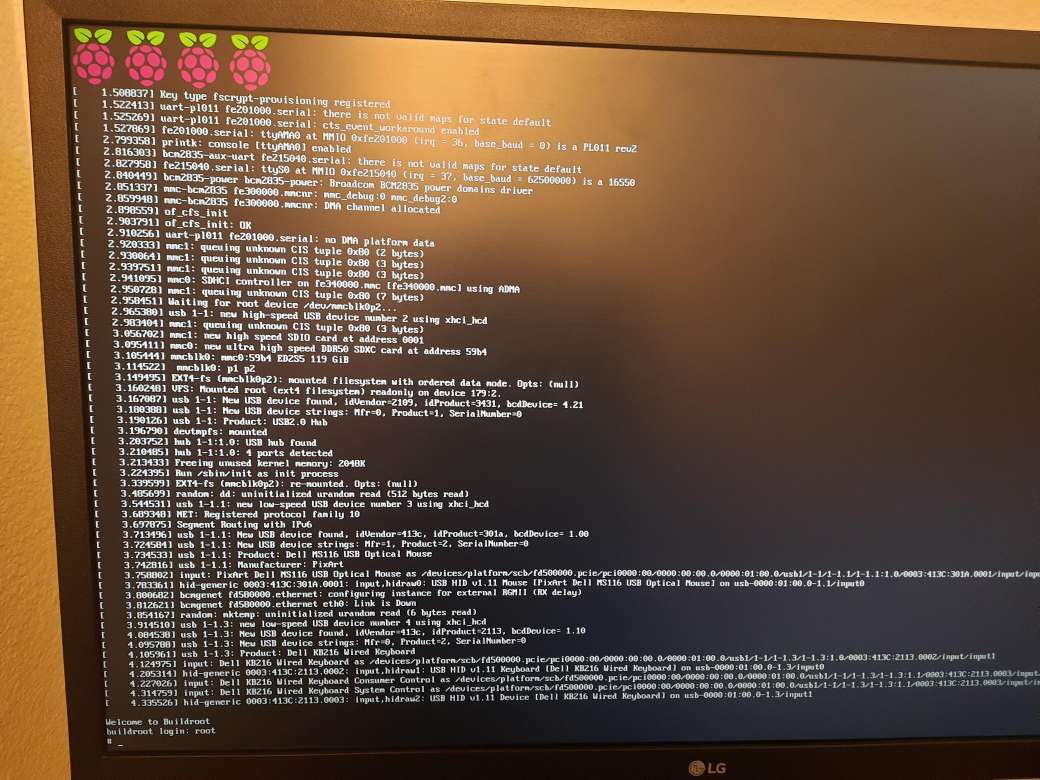 [    1.508837] Key type fscrypt-provisioning registered
[    1.522413] uart-pl011 fe201000.serial: there is not valid maps for state default
[    1.525269] uart-pl011 fe201000.serial: cts_event_workaround enabled
[    1.527869] fe201000.serial: ttyAMA0 at MMIO 0xfe201000 (irq = 36, base_baud = 0) is a PL011 rev2
[    2.799358] printk: console [ttyAMA0] enabled
[    2.816303] bcm2835-aux-uart fe215040.serial: there is not valid maps for state default
[    2.827958] fe215040.serial: ttyS0 at MMIO 0xfe215040 (irq = 37, base_baud = 62500000) is a 16550
[    2.840449] bcm2835-power bcm2835-power: Broadcom BCM2835 power domains driver
[    2.851337] mmc-bcm2835 fe300000.mmcnr: mmc_debug:0 mmc_debug2:0
[    2.859948] mmc-bcm2835 fe300000.mmcnr: DMA channel allocated
[    2.898559] of_cfs_init
[    2.903791] of_cfs_init: OK
[    2.910256] uart-pl011 fe201000.serial: no DMA platform data
[    2.920333] mmc1: queuing unknown CIS tuple 0x80 (2 bytes)
[    2.930064] mmc1: queuing unknown CIS tuple 0x80 (3 bytes)
[    2.939751] mmc1: queuing unknown CIS tuple 0x80 (3 bytes)
[    2.941095] mmc0: SDHCI controller on fe340000.mmc [fe340000.mmc] using ADMA
[    2.950728] mmc1: queuing unknown CIS tuple 0x80 (7 bytes)
[    2.958451] Waiting for root device /dev/mmcblk0p2...
[    2.965380] usb 1-1: new high-speed USB device number 2 using xhci_hcd
[    2.983404] mmc1: queuing unknown CIS tuple 0x80 (3 bytes)
[    3.056702] mmc1: new high speed SDIO card at address 0001
[    3.095411] mmc0: new ultra high speed DDR50 SDXC card at address 59b4
[    3.105444] mmcblk0: mmc0:59b4 ED2S5 119 GiB
[    3.114522]  mmcblk0: p1 p2
[    3.149495] EXT4-fs (mmcblk0p2): mounted filesystem with ordered data mode. Opts: (null)
[    3.160248] VFS: Mounted root (ext4 filesystem) readonly on device 179:2.
[    3.167087] usb 1-1: New USB device found, idVendor=2109, idProduct=3431, bcdDevice= 4.21
[    3.180388] usb 1-1: New USB device strings: Mfr=0, Product=1, SerialNumber=0
[    3.190126] usb 1-1: Product: USB2.0 Hub
[    3.196790] devtmpfs: mounted
[    3.203752] hub 1-1:1.0: USB hub found
[    3.210485] hub 1-1:1.0: 4 ports detected
[    3.213433] Freeing unused kernel memory: 2048K
[    3.224395] Run /sbin/init as init process
[    3.339599] EXT4-fs (mmcblk0p2): re-mounted. Opts: (null)
[    3.485699] random: dd: uninitialized urandom read (512 bytes read)
[    3.544531] usb 1-1.1: new low-speed USB device number 3 using xhci_hcd
[    3.689348] NET: Registered protocol family 10
[    3.697875] Segment Routing with IPv6
[    3.713496] usb 1-1.1: New USB device found, idVendor=413c, idProduct=301a, bcdDevice= 1.00
[    3.724584] usb 1-1.1: New USB device strings: Mfr=1, Product=2, SerialNumber=0
[    3.734533] usb 1-1.1: Product: Dell MS116 USB Optical Mouse
[    3.742816] usb 1-1.1: Manufacturer: PixArt
[    3.758802] input: PixArt Dell MS116 USB Optical Mouse as /devices/platform/scb/fd500000.pcie/pci0000:00/0000:00:00.0/0000:01:00.0/usb1/1-1/1-1.1/1-1.1:1.0/0003:413C:301A.0001/input/inpu
[    3.783361] hid-generic 0003:413C:301A.0001: input,hidraw0: USB HID v1.11 Mouse [PixArt Dell MS116 USB Optical Mouse] on usb-0000:01:00.0-1.1/input0
[    3.800682] bcmgenet fd580000.ethernet: configuring instance for external RGMII (RX delay)
[    3.812621] bcmgenet fd580000.ethernet eth0: Link is Down
[    3.854167] random: mktemp: uninitialized urandom read (6 bytes read)
[    3.914510] usb 1-1.3: new low-speed USB device number 4 using xhci_hcd
[    4.084538] usb 1-1.3: New USB device found, idVendor=413c, idProduct=2113, bcdDevice= 1.10
[    4.095788] usb 1-1.3: New USB device strings: Mfr=0, Product=2, SerialNumber=0
[    4.105961] usb 1-1.3: Product: Dell KB216 Wired Keyboard
[    4.124975] input: Dell KB216 Wired Keyboard as /devices/platform/scb/fd500000.pcie/pci0000:00/0000:00:00.0/0000:01:00.0/usb1/1-1/1-1.3/1-1.3:1.0/0003:413C:2113.0002/input/input1
[    4.205314] hid-generic 0003:413C:2113.0002: input,hidraw1: USB HID v1.11 Keyboard [Dell KB216 Wired Keyboard] on usb-0000:01:00.0-1.3/input0
[    4.227026] input: Dell KB216 Wired Keyboard Consumer Control as /devices/platform/scb/fd500000.pcie/pci0000:00/0000:00:00.0/0000:01:00.0/usb1/1-1/1-1.3/1-1.3:1.1/0003:413C:2113.0003/input
[    4.314759] input: Dell KB216 Wired Keyboard System Control as /devices/platform/scb/fd500000.pcie/pci0000:00/0000:00:00.0/0000:01:00.0/usb1/1-1/1-1.3/1-1.3:1.1/0003:413C:2113.0003/input/in
[    4.335526] hid-generic 0003:413C:2113.0003: input,hidraw2: USB HID v1.11 Device [Dell KB216 Wired Keyboard] on usb-0000:01:00.0-1.3/input1
Welcome to Buildroot
buildroot login: root
# _
LG